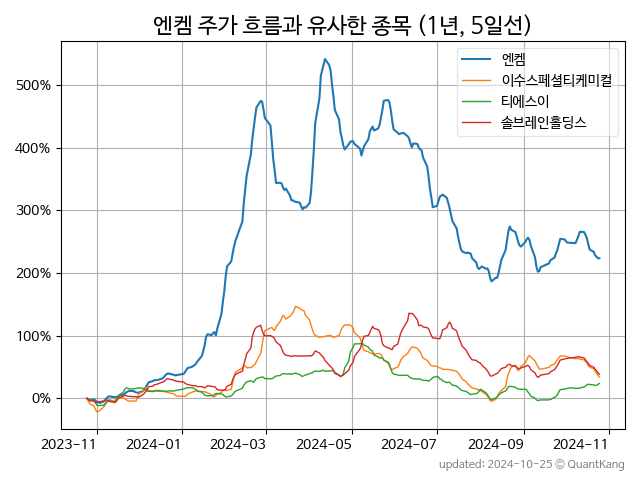 엔켐 주가 흐름과 유사한 종목 (1년, 5일선)
엔켐
이수스페셜티케미컬
티에스이
솔브레인홀딩스
500%
400%
300%
200%
100%
0%
2023-11 2024-01 2024-03 2024-05 2024-07 2024-09 2024-11
updated: 2024-10-25 © QuantKang